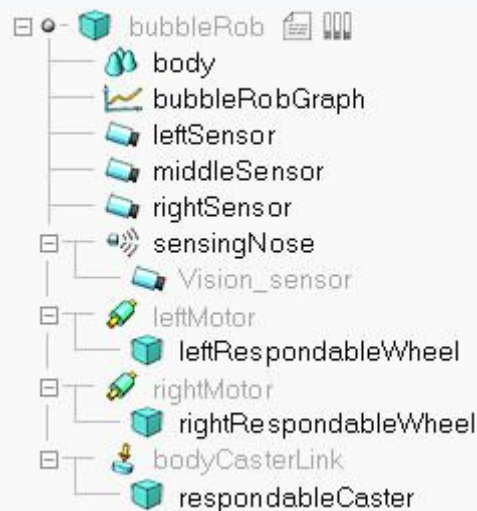 bubbleRob
body
bubbleRobGraph
leftSensor
middleSensor
rightSensor
sensingNose
Vision_sensor
leftMotor
leftRespondableWheel
rightMotor
rightRespondableWheel
bodyCasterLink
respondableCaster